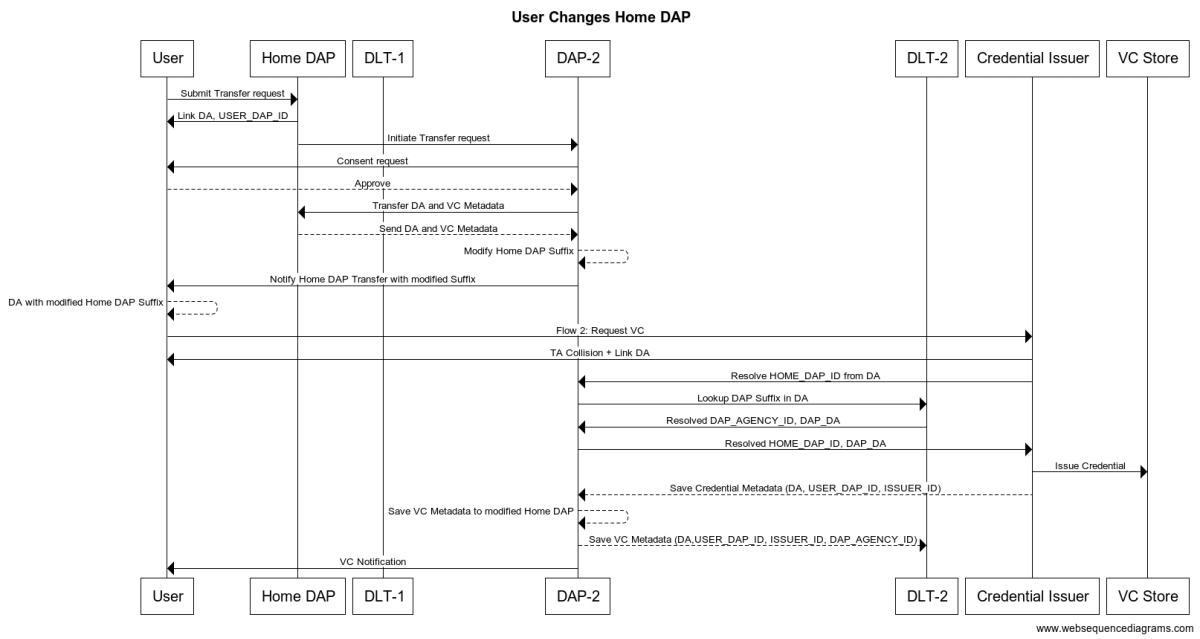 User Changes Home DAP
User
Home DAP
DLT-1
DAP-2
DLT-2
Credential Issuer
VC Store
Submit Transfer request
Link DA, USER_DAP_ID
Initiate Transfer request
Consent request
Approve
Transfer DA and VC Metadata
Send DA and VC Metadata
Modify Home DAP Suffix
Notify Home DAP Transfer with modified Suffix
DA with modified Home DAP Suffix
Flow 2: Request VC
TA Collision + Link DA
Resolve HOME_DAP_ID from DA
Lookup DAP Suffix in DA
Resolved DAP_AGENCY_ID, DAP_DA
Resolved HOME_DAP_ID, DAP_DA
Issue Credential
Save Credential Metadata (DA, USER_DAP_ID, ISSUER_ID)
Save VC Metadata to modified Home DAP
Save VC Metadata (DA,USER_DAP_ID, ISSUER_ID, DAP_AGENCY_ID)
VC Notification
User
Home DAP
DLT-1
DAP-2
DLT-2
Credential Issuer
VC Store
www.websequencediagrams.com